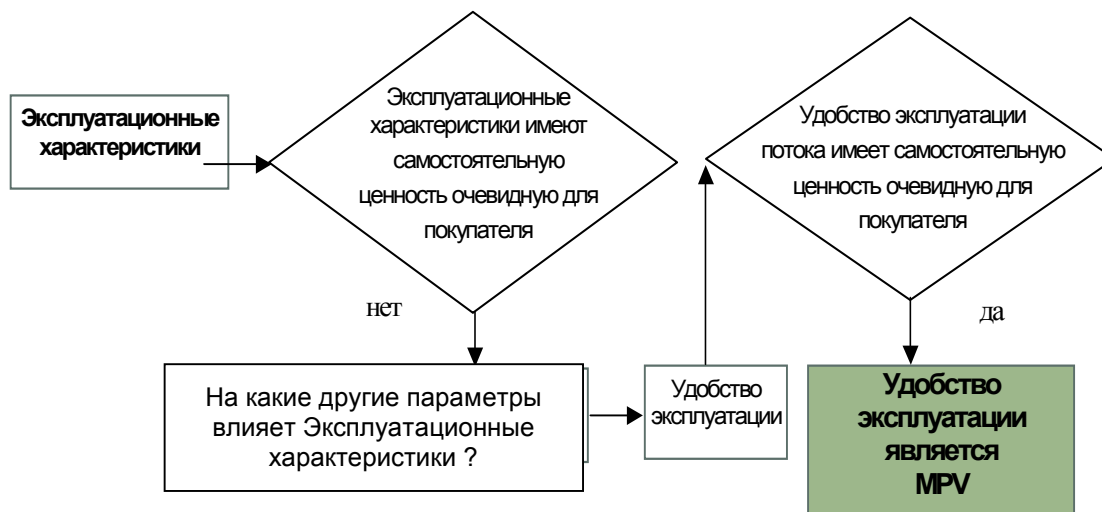 Эксплуатационные
характеристики
Эксплуатационные
характеристики имеют
самостоятельную
ценность очевидную для
покупателя
нет
На какие другие параметры
влияет Эксплуатационные
характеристики ?
Удобство
эксплуатации
Удобство эксплуатации
потока имеет самостоятельную
ценность очевидную для
покупателя
да
Удобство
эксплуатации
является
MPV